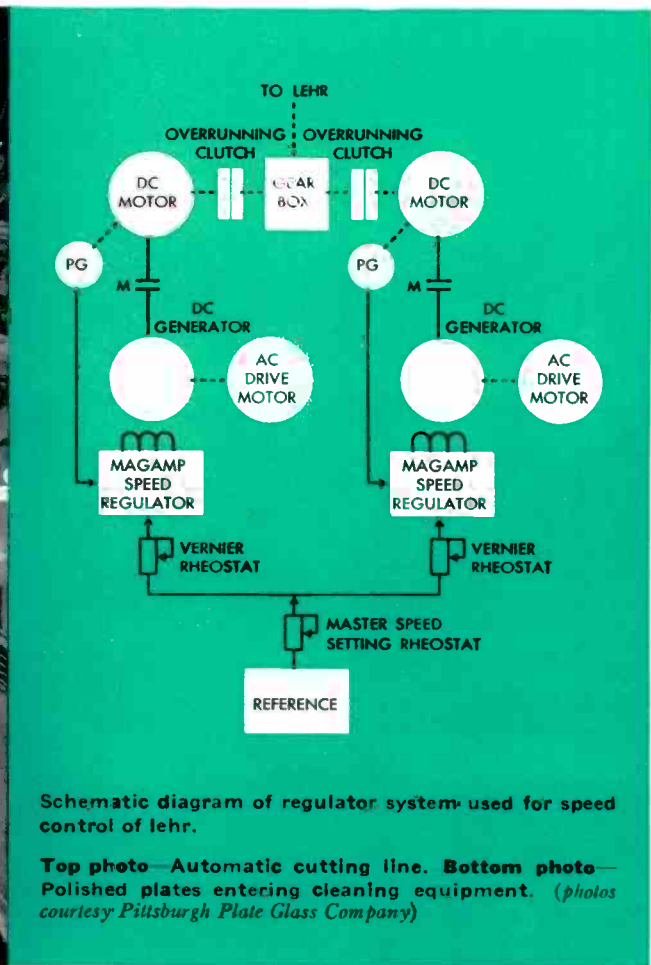 TO LEHR
OVERRUNNING OVERRUNNING
CLUTCH CLUTCH
DC
MOTOR
GEAR
BOX
DC
MOTOR
PG
PG
M
M
DC
GENERATOR
DC
GENERATOR
AC
DRIVE
MOTOR
AC
DRIVE
MOTOR
MAGAMP
SPEED
REGULATOR
MAGAMP
SPEED
REGULATOR
VERNIER
RHEOSTAT
VERNIER
RHEOSTAT
MASTER SPEED
SETTING RHEOSTAT
REFERENCE
Schematic diagram of regulator system used for speed
control of lehr.
Top photo—Automatic cutting line. Bottom photo—
Polished plates entering cleaning equipment. (photos
courtesy Pittsburgh Plate Glass Company)